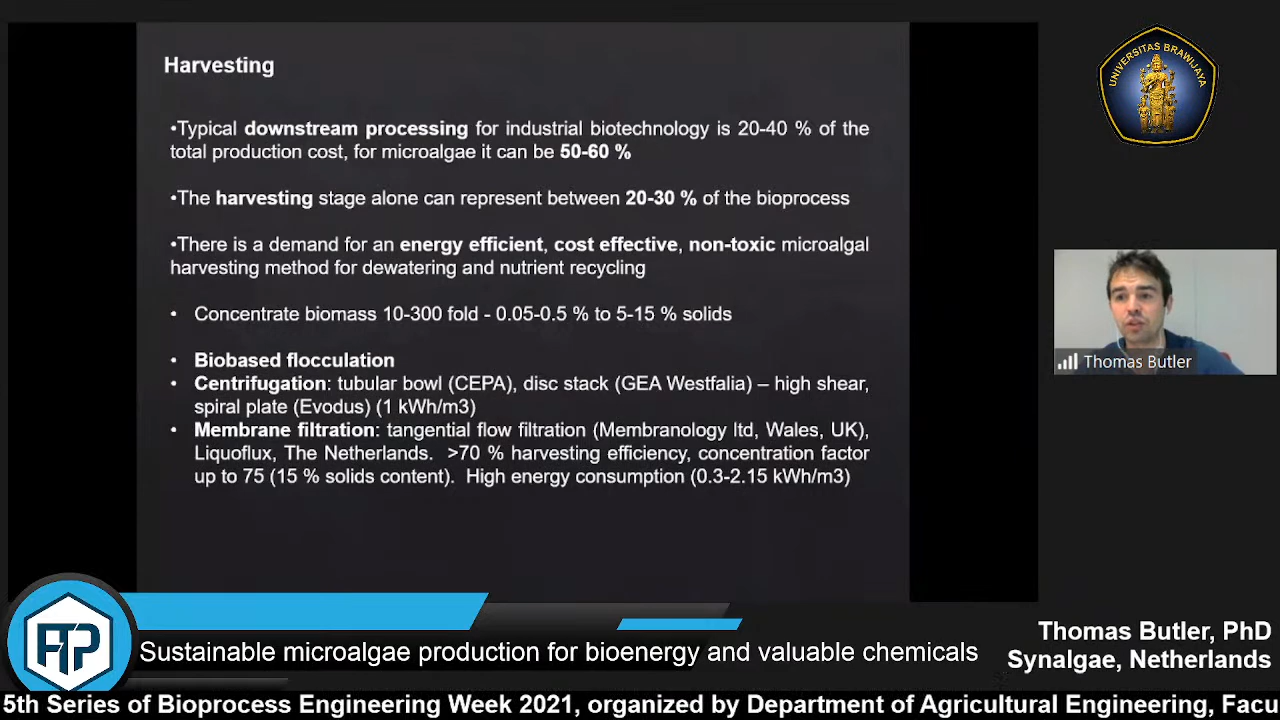 Harvesting
•Typical downstream processing for industrial biotechnology is 20-40 % of the
total production cost, for microalgae it can be 50-60 %
•The harvesting stage alone can represent between 20-30 % of the bioprocess
•There is a demand for an energy efficient, cost effective, non-toxic microalgal
harvesting method for dewatering and nutrient recycling
• Concentrate biomass 10-300 fold - 0.05-0.5 % to 5-15 % solids
• Biobased flocculation
• Centrifugation: tubular bowl (CEPA), disc stack (GEA Westfalia) – high shear,
spiral plate (Evodus) (1 kWh/m3)
• Membrane filtration: tangential flow filtration (Membranology ltd, Wales, UK),
Liquoflux, The Netherlands. >70 % harvesting efficiency, concentration factor
up to 75 (15 % solids content). High energy consumption (0.3-2.15 kWh/m3)
UNIVERSITAS BRAWIJAYA
Thomas Butler
FTP
Sustainable microalgae production for bioenergy and valuable chemicals
Thomas Butler, PhD
Synalgae, Netherlands
5th Series of Bioprocess Engineering Week 2021, organized by Department of Agricultural Engineering, Facu